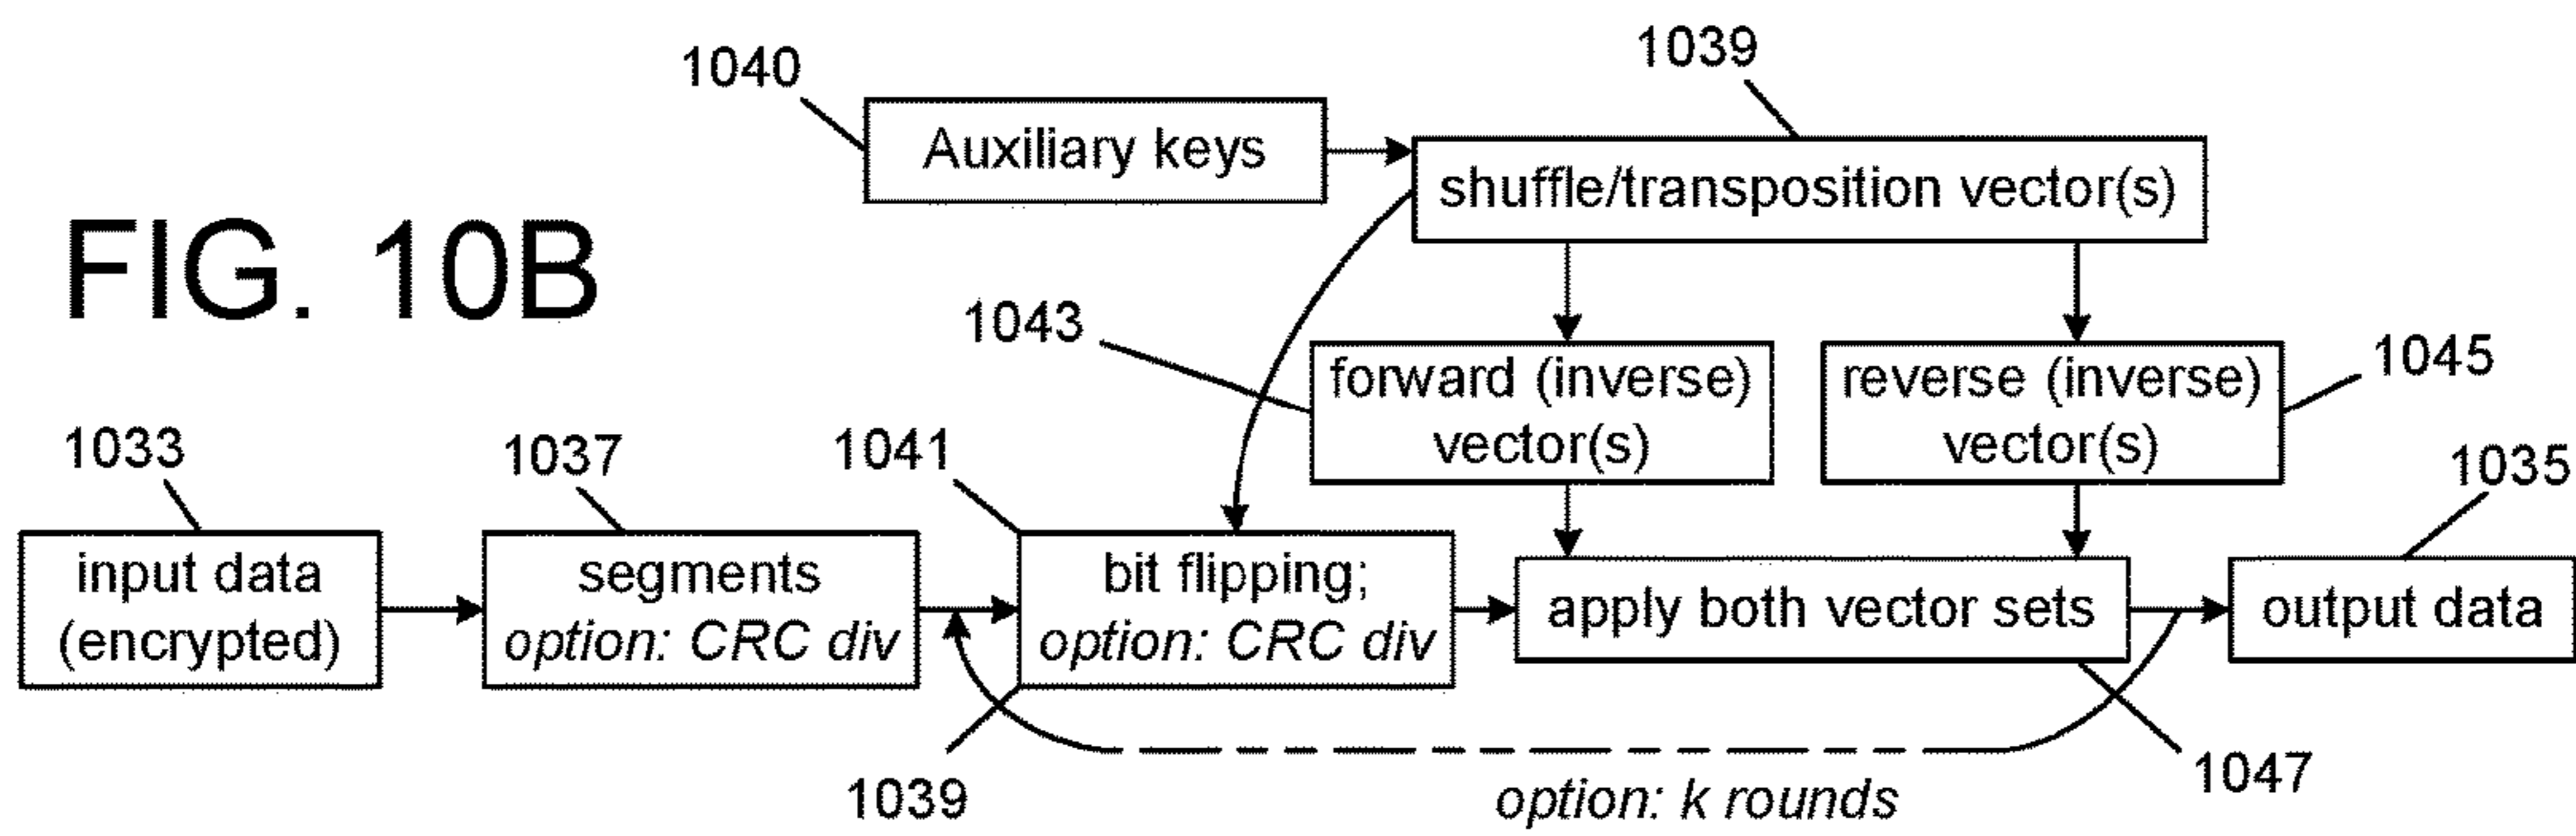 FIG. 10B
1040
Auxiliary keys
1039
shuffle/transposition vector(s)
1043
forward (inverse)
vector(s)
reverse (inverse)
vector(s)
1045
1033
input data
(encrypted)
1037
segments
option: CRC div
1041
bit flipping;
option: CRC div
1039
apply both vector sets
1047
1035
output data
option: k rounds